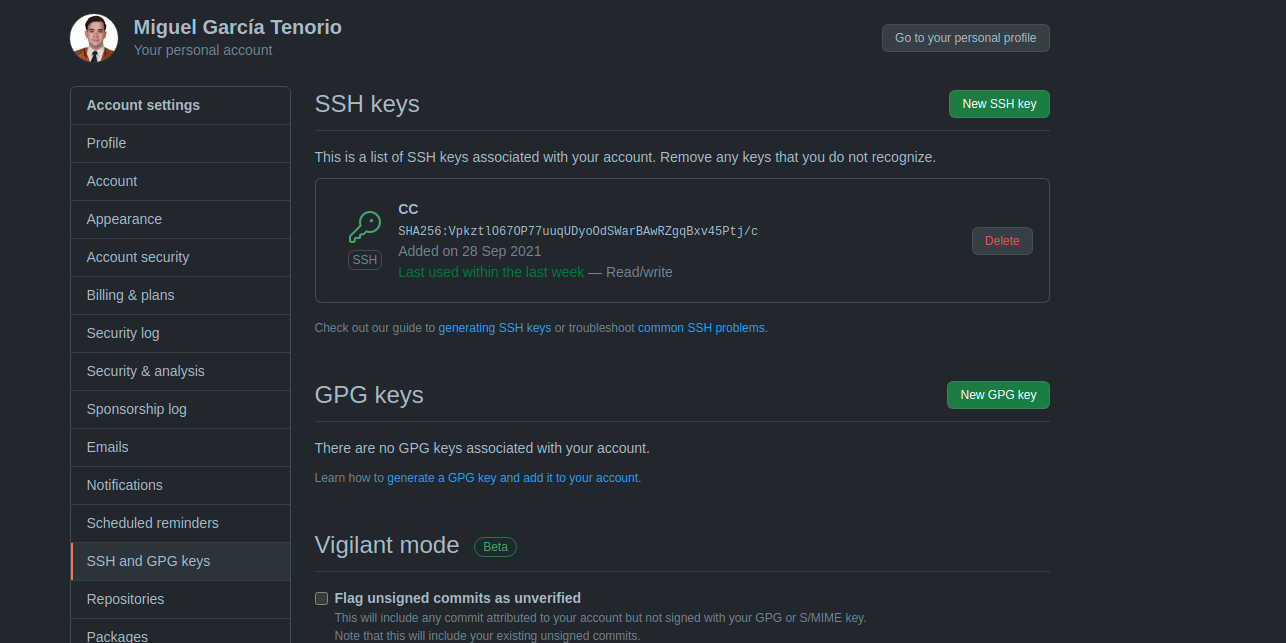 Miguel García Tenorio
Your personal account
Go to your personal profile
Account settings
Profile
Account
Appearance
Account security
Billing & plans
Security log
Security & analysis
Sponsorship log
Emails
Notifications
Scheduled reminders
SSH and GPG keys
Repositories
Packages
SSH keys
New SSH key
This is a list of SSH keys associated with your account. Remove any keys that you do not recognize.
CC
SHA256:VpkztlO67OP77uuqUDyoOdSWarBAwRZgqBxv45Ptj/c
Added on 28 Sep 2021
Last used within the last week — Read/write
SSH
Delete
Check out our guide to generating SSH keys or troubleshoot common SSH problems.
GPG keys
New GPG key
There are no GPG keys associated with your account.
Learn how to generate a GPG key and add it to your account.
Vigilant mode Beta
Flag unsigned commits as unverified
This will include any commit attributed to your account but not signed with your GPG or S/MIME key.
Note that this will include your existing unsigned commits.